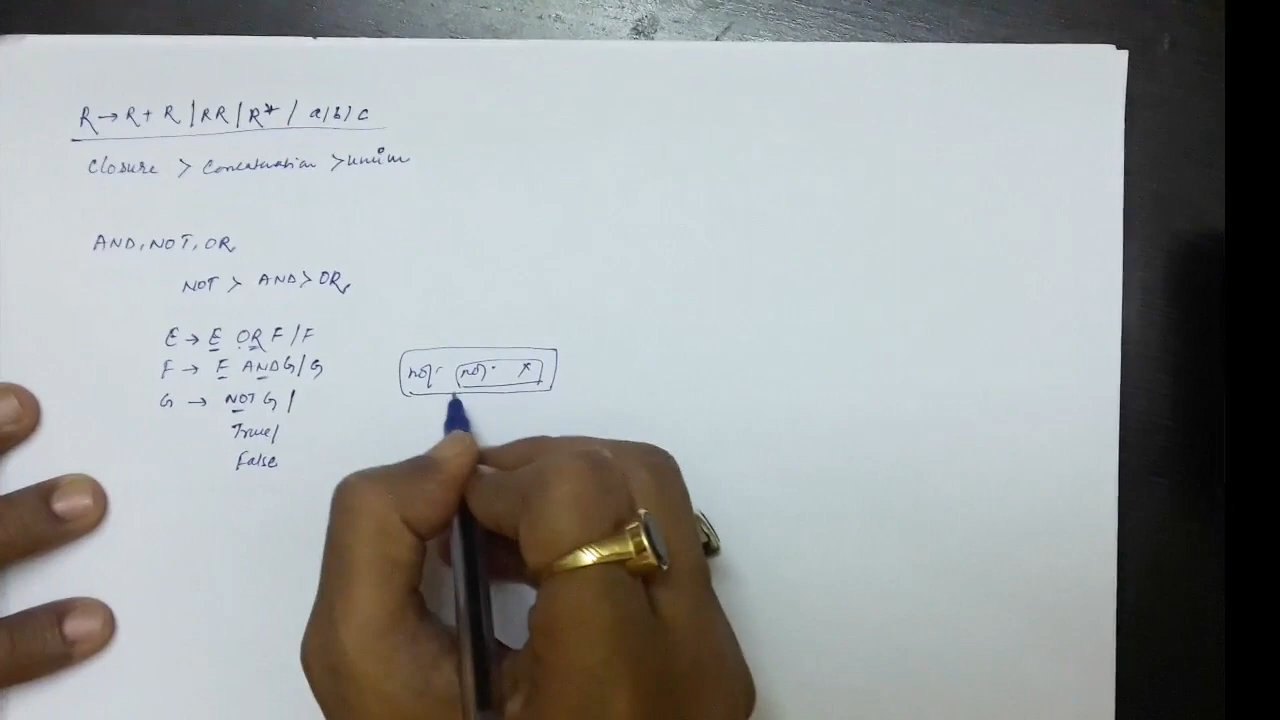 R → R + R | RR | R* / a/b/c
Closure > Concatenation > Union
AND, NOT, OR
NOT > AND > OR
E → E OR F / F
F → F AND G / G
G → NOT G /
True /
False
not (not x)